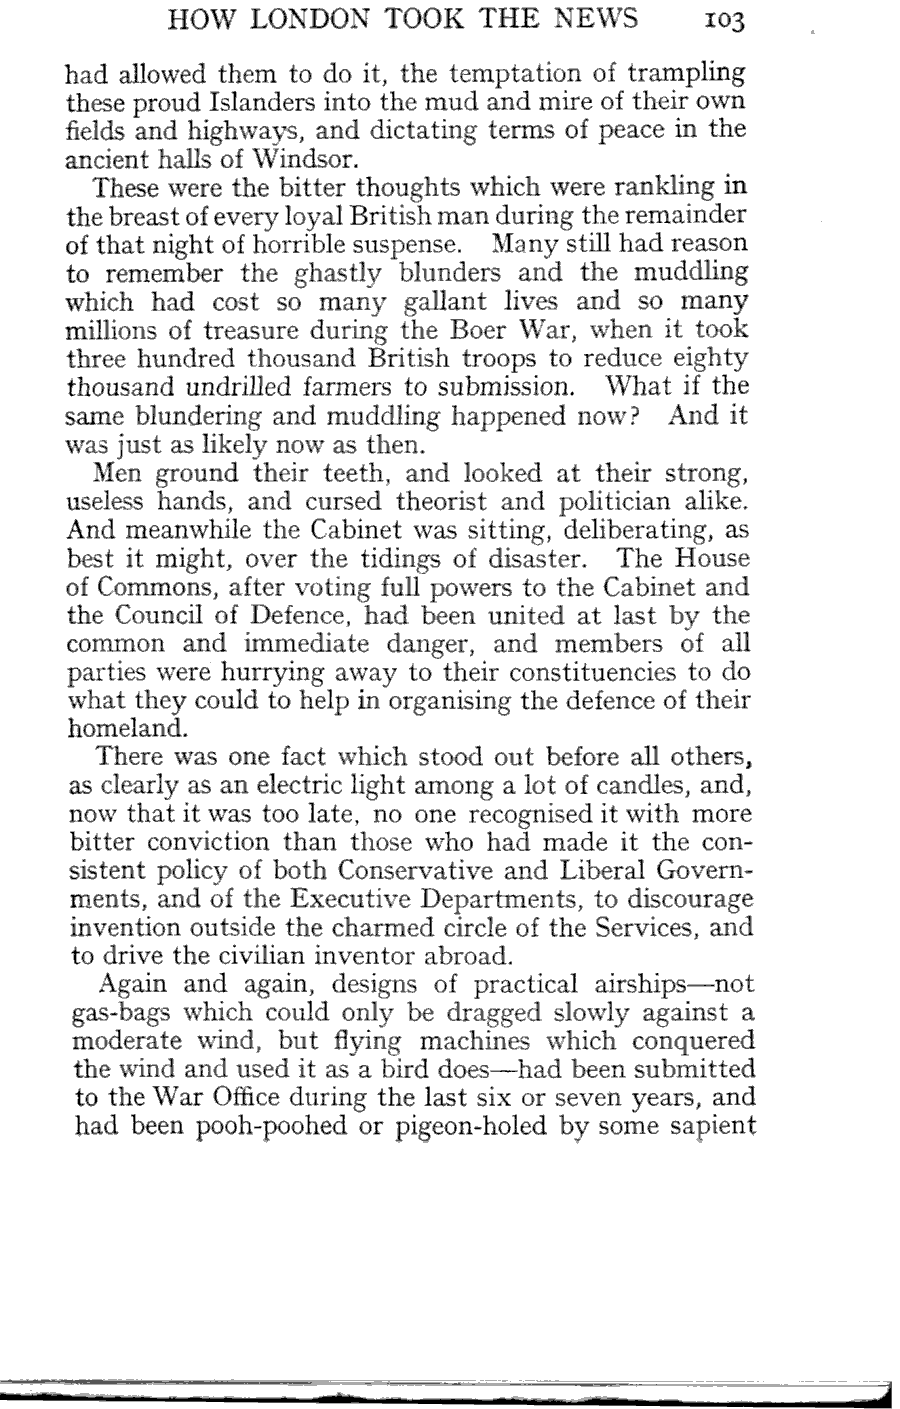 HOW LONDON TOOK THE NEWS 103
had allowed them to do it, the temptation of trampling
these proud Islanders into the mud and mire of their own
fields and highways, and dictating terms of peace in the
ancient halls of Windsor.
These were the bitter thoughts which were rankling in
the breast of every loyal British man during the remainder
of that night of horrible suspense. Many still had reason
to remember the ghastly blunders and the muddling
which had cost so many gallant lives and so many
millions of treasure during the Boer War, when it took
three hundred thousand British troops to reduce eighty
thousand undrilled farmers to submission. What if the
same blundering and muddling happened now? And it
was just as likely now as then.
Men ground their teeth, and looked at their strong,
useless hands, and cursed theorist and politician alike.
And meanwhile the Cabinet was sitting, deliberating, as
best it might, over the tidings of disaster. The House
of Commons, after voting full powers to the Cabinet and
the Council of Defence, had been united at last by the
common and immediate danger, and members of all
parties were hurrying away to their constituencies to do
what they could to help in organising the defence of their
homeland.
There was one fact which stood out before all others,
as clearly as an electric light among a lot of candles, and,
now that it was too late, no one recognised it with more
bitter conviction than those who had made it the con-
sistent policy of both Conservative and Liberal Govern-
ments, and of the Executive Departments, to discourage
invention outside the charmed circle of the Services, and
to drive the civilian inventor abroad.
Again and again, designs of practical airships—not
gas-bags which could only be dragged slowly against a
moderate wind, but flying machines which conquered
the wind and used it as a bird does—had been submitted
to the War Office during the last six or seven years, and
had been pooh-poohed or pigeon-holed by some sapient